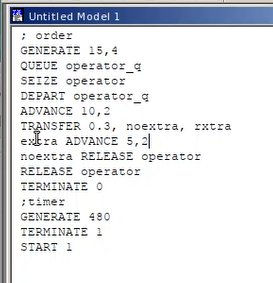 Untitled Model 1
; order
GENERATE 15,4
QUEUE operator_q
SEIZE operator
DEPART operator_q
ADVANCE 10,2
TRANSFER 0.3, noextra, rxtra
extra ADVANCE 5,2
noextra RELEASE operator
RELEASE operator
TERMINATE 0
;timer
GENERATE 480
TERMINATE 1
START 1